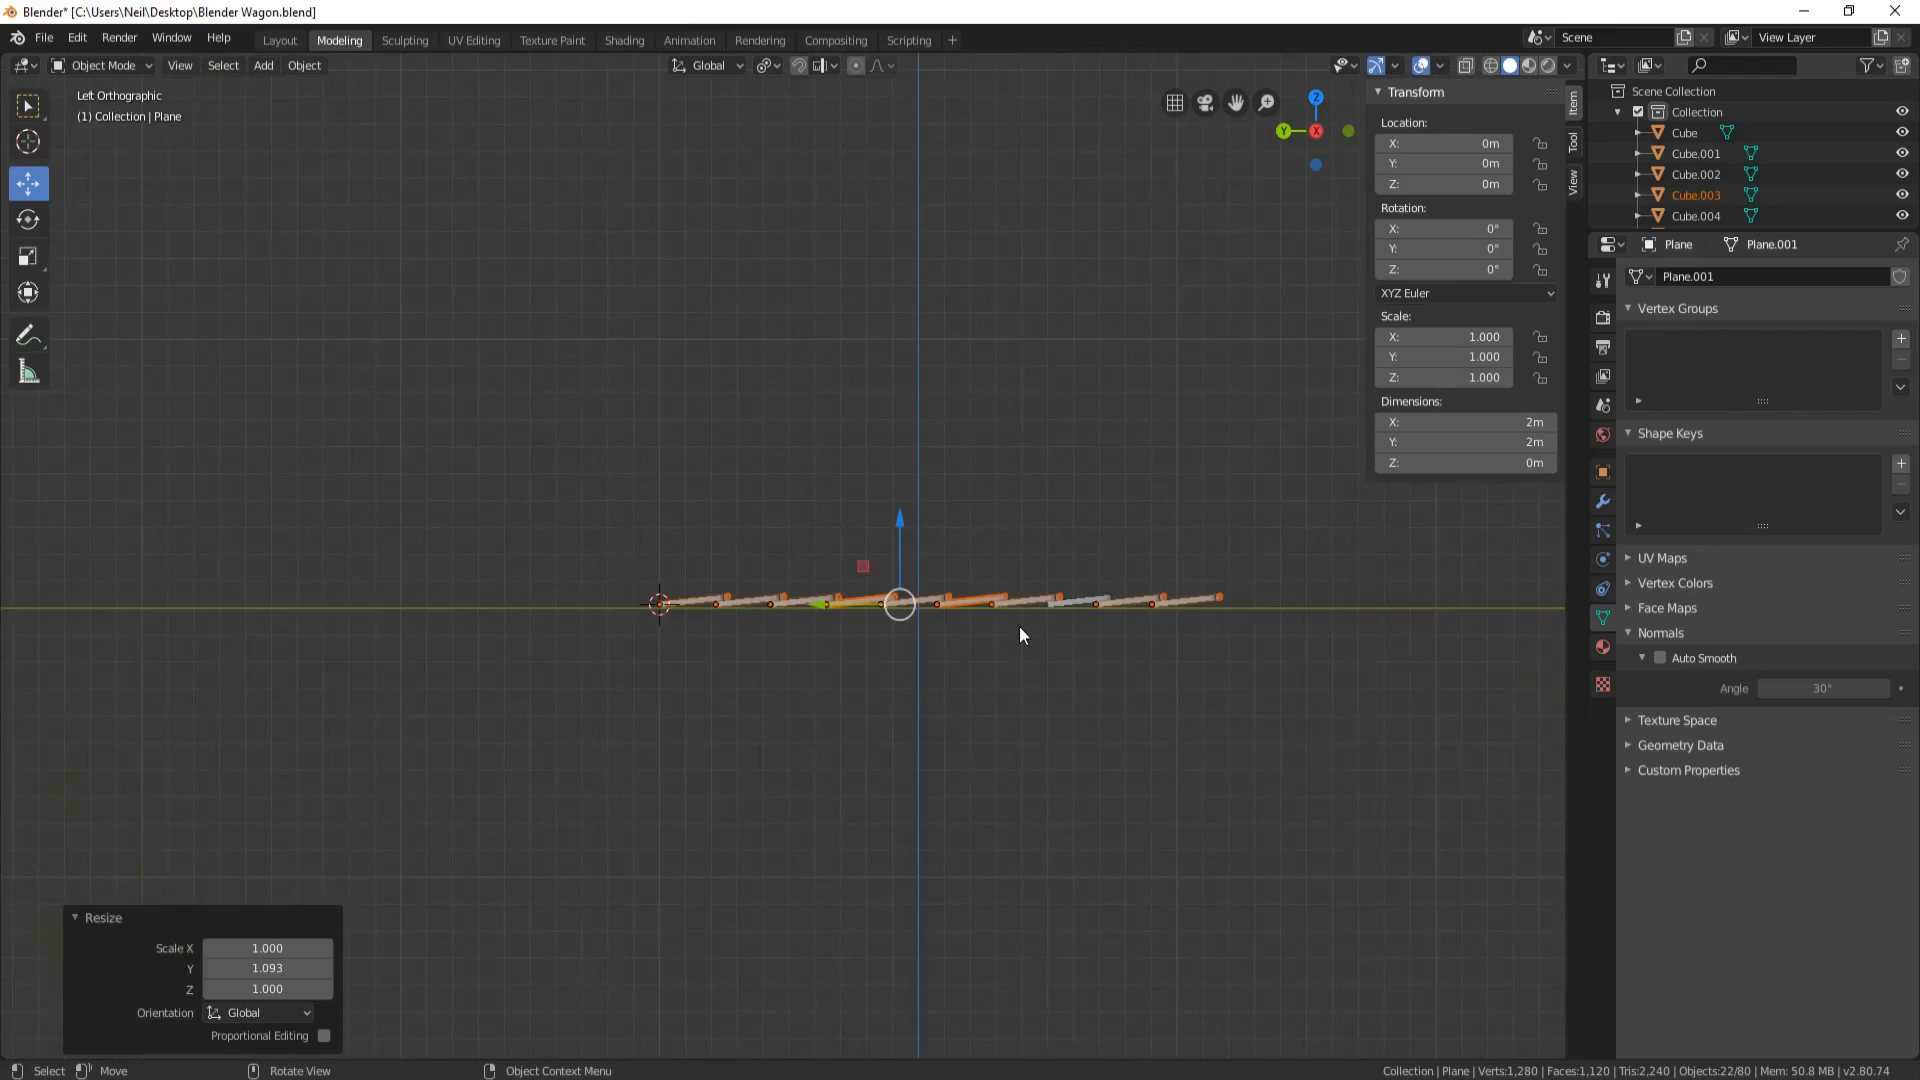 Blender* [C:\Users\Neil\Desktop\Blender Wagon.blend]
File Edit Render Window Help
Layout Modeling Sculpting UV Editing Texture Paint Shading Animation Rendering Compositing Scripting +
Scene View Layer
Object Mode View Select Add Object
Global
Left Orthographic
(1) Collection | Plane
Z
Y
X
Transform
Location:
X: 0m
Y: 0m
Z: 0m
Rotation:
X: 0°
Y: 0°
Z: 0°
XYZ Euler
Scale:
X: 1.000
Y: 1.000
Z: 1.000
Dimensions:
X: 2m
Y: 2m
Z: 0m
Item
Tool
View
Scene Collection
Collection
Cube
Cube.001
Cube.002
Cube.003
Cube.004
Plane Plane.001
Plane.001
Vertex Groups
Shape Keys
UV Maps
Vertex Colors
Face Maps
Normals
Auto Smooth
Angle 30°
Texture Space
Geometry Data
Custom Properties
Resize
Scale X 1.000
Y 1.093
Z 1.000
Orientation Global
Proportional Editing
Select Move Rotate View Object Context Menu
Collection | Plane | Verts:1,280 | Faces:1,120 | Tris:2,240 | Objects:22/80 | Mem: 50.8 MB | v2.80.74